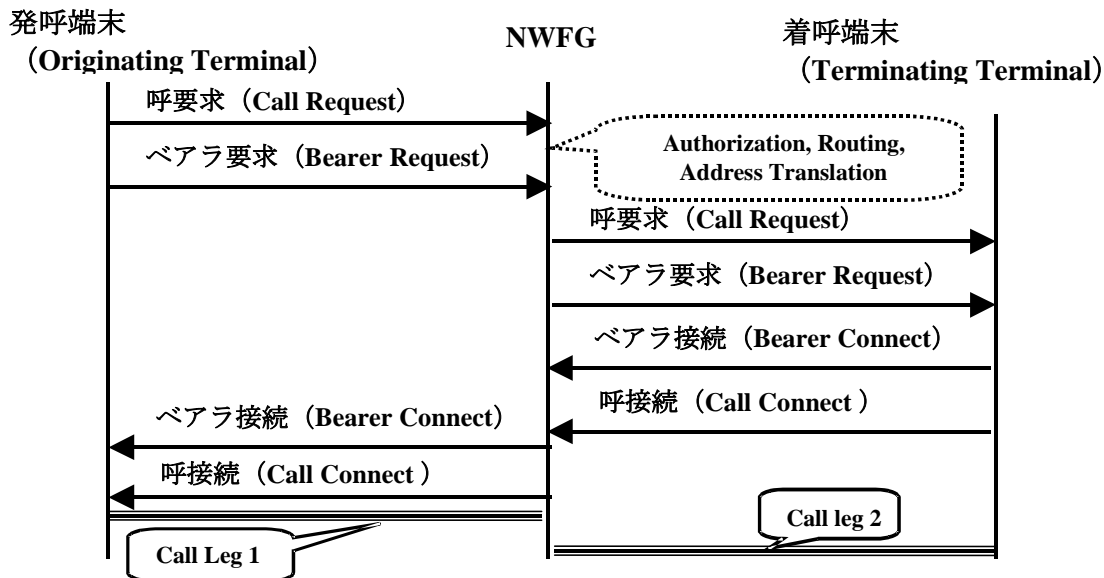 発呼端末
（Originating Terminal）
NWFG
着呼端末
（Terminating Terminal）
呼要求（Call Request）
ベアラ要求（Bearer Request）
Authorization, Routing,
Address Translation
呼要求（Call Request）
ベアラ要求（Bearer Request）
ベアラ接続（Bearer Connect）
呼接続（Call Connect ）
ベアラ接続（Bearer Connect）
呼接続（Call Connect ）
Call leg 2
Call Leg 1